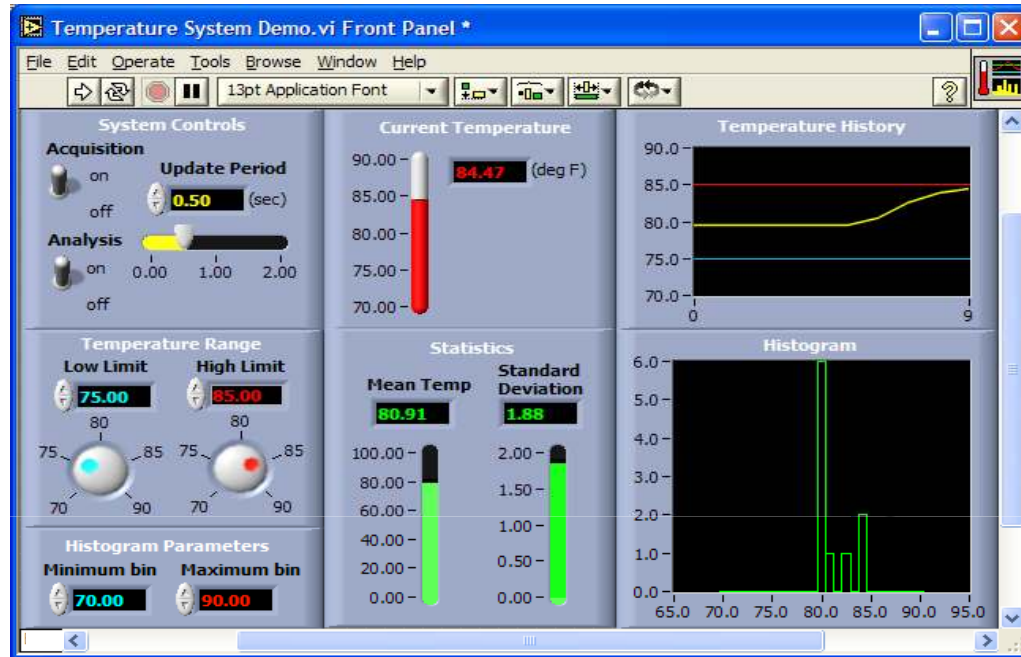 Temperature System Demo.vi Front Panel *
File Edit Operate Tools Browse Window Help
13pt Application Font
?
System Controls
Acquisition
on
off
Update Period
0.50 (sec)
Analysis
on
off
0.00 1.00 2.00
Current Temperature
90.00
85.00
80.00
75.00
70.00
84.47 (deg F)
Temperature History
90.0
85.0
80.0
75.0
70.0
0 9
Temperature Range
Low Limit High Limit
75.00 85.00
80
75 85
70 90
80
75 85
70 90
Statistics
Mean Temp
80.91
100.00
80.00
60.00
40.00
20.00
0.00
Standard
Deviation
1.88
2.00
1.50
1.00
0.50
0.00
Histogram
6.0
5.0
4.0
3.0
2.0
1.0
0.0
65.0 70.0 75.0 80.0 85.0 90.0 95.0
Histogram Parameters
Minimum bin Maximum bin
70.00 90.00